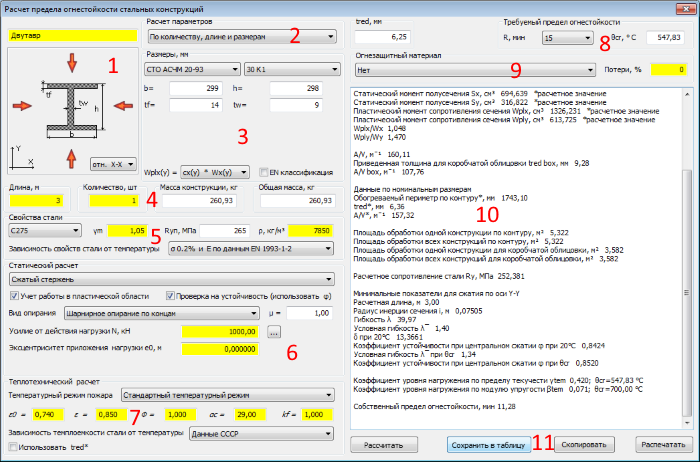 Расчет предела огнестойкости стальных конструкций
Двутавр
1
tf
tw
h
b
Y
X
отн. X-X
Расчет параметров
По количеству, длине и размерам
2
Размеры, мм
СТО АСЧМ 20-93
30 К1
b= 299
h= 298
tf= 14
tw= 9
3
Wplx(y) = cx(y) * Wx(y)
EN классификация
Длина, м
Количество, шт
4
Масса конструкции, кг
Общая масса, кг
3
1
260,93
260,93
Свойства стали
С275
γm 1,05
Ryn, МПа 265
ρ, кг/м³ 7850
5
Зависимость свойств стали от температуры
σ 0.2% и E по данным EN 1993-1-2
Статический расчет
Сжатый стержень
Учет работы в пластической области
Проверка на устойчивость (использовать φ)
Вид опирания
Шарнирное опирание по концам
μ = 1,00
Усилие от действия нагрузки N, кН
1000,00
...
Эксцентриситет приложения нагрузки e0, м
0,000000
6
Теплотехнический расчет
Температурный режим пожара
Стандартный температурный режим
ε0 = 0,740
ε = 0,850
Φ = 1,000
αc = 29,00
kf = 1,000
7
Зависимость теплоемкости стали от температуры
Данные СССР
Использовать tred*
tred, мм
6,25
Требуемый предел огнестойкости
R, мин
15
8
θcr, ° C
547,83
Огнезащитный материал
Нет
9
Потери, %
0
Статический момент полусечения Sx, см³ 694,639 *расчетное значение
Статический момент полусечения Sy, см³ 316,822 *расчетное значение
Пластический момент сопротивления сечения Wplx, см³ 1326,231 *расчетное значение
Пластический момент сопротивления сечения Wply, см³ 613,725 *расчетное значение
Wplx/Wx 1,048
Wply/Wy 1,470
A/V, м⁻¹ 160,11
Приведенная толщина для коробчатой облицовки tred box, мм 9,28
A/V box, м⁻¹ 107,76
Данные по номинальным размерам
Обогреваемый периметр по контуру*, мм 1743,10
tred*, мм 6,36
A/V*, м⁻¹ 157,32
10
Площадь обработки одной конструкции по контуру, м² 5,322
Площадь обработки всех конструкций по контуру, м² 5,322
Площадь обработки одной конструкции для коробчатой облицовки, м² 3,582
Площадь обработки всех конструкций для коробчатой облицовки, м² 3,582
Расчетное сопротивление стали Ry, МПа 252,381
Минимальные показатели для сжатия по оси Y-Y
Расчетная длина, м 3,00
Радиус инерции сечения i, м 0,07505
Гибкость λ 39,97
Условная гибкость λ¯ 1,40
δ при 20°C 13,3661
Коэффициент устойчивости при центральном сжатии φ при 20°C 0,8424
Условная гибкость λ¯ при θcr 1,34
Коэффициент устойчивости при центральном сжатии φ при θcr 0,8520
Коэффициент уровня нагружения по пределу текучести γtem 0,420; θcr=547,83 °C
Коэффициент уровня нагружения по модулю упругости βtem 0,071; θcr=700,00 °C
Собственный предел огнестойкости, мин 11,28
Рассчитать
Сохранить в таблицу
11
Скопировать
Распечатать